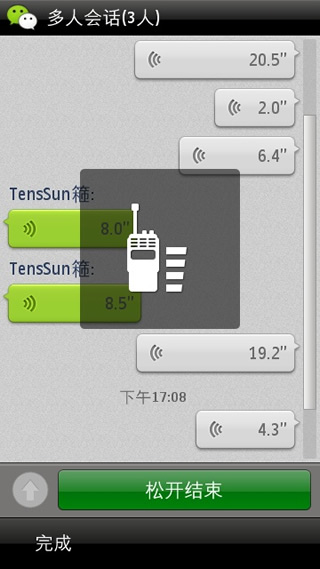 多人会话(3人)
20.5"
2.0"
6.4"
TensSun箍:
8.0"
TensSun箍:
8.5"
19.2"
下午17:08
4.3"
松开结束
完成